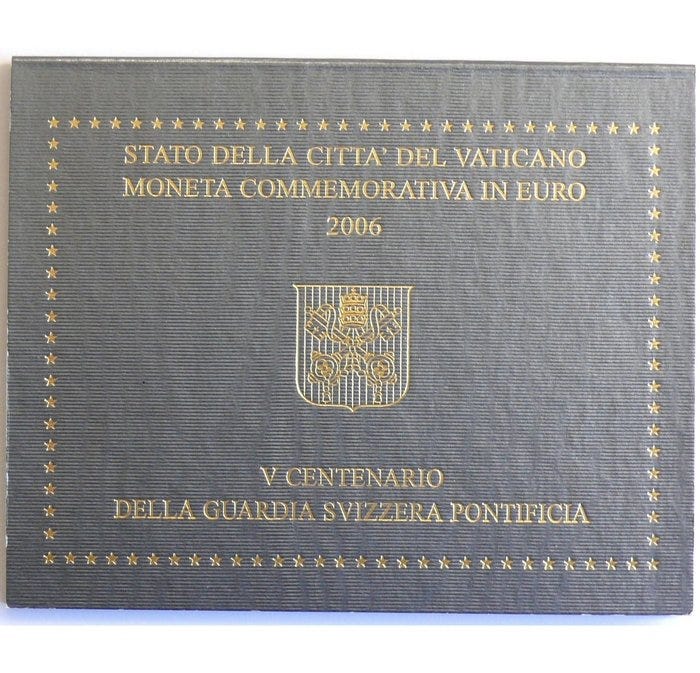 STATO DELLA CITTA' DEL VATICANO
MONETA COMMEMORATIVA IN EURO
2006
V CENTENARIO
DELLA GUARDIA SVIZZERA PONTIFICIA